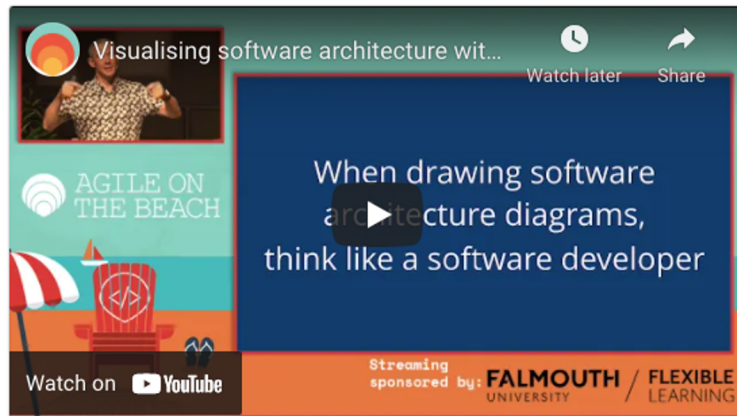 Visualising software architecture wit...
Watch later
Share
AGILE ON
THE BEACH
When drawing software
architecture diagrams,
think like a software developer
</>
Watch on YouTube
Streaming
sponsored by:
FALMOUTH
UNIVERSITY
/
FLEXIBLE
LEARNING